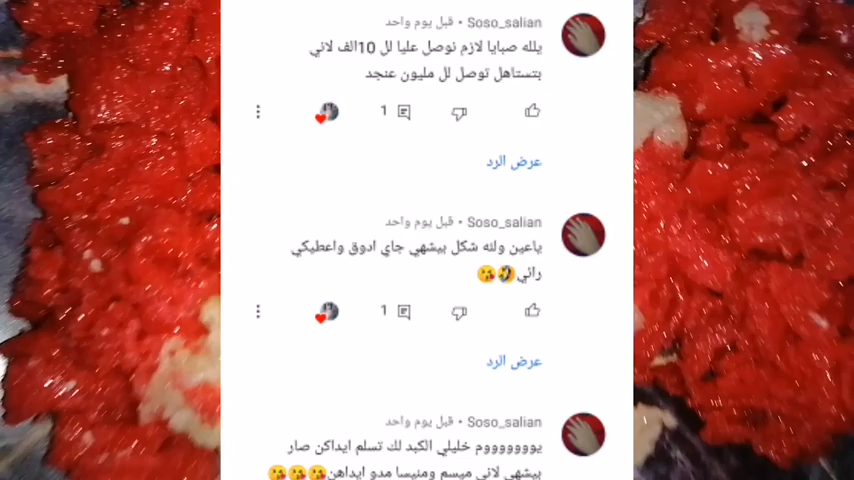 Soso_salian • قبل يوم واحد
يلله صبايا لازم نوصل عليا لل 10الف لاني
بتستاهل توصل لل مليون عنجد
1
عرض الرد
Soso_salian • قبل يوم واحد
ياعين ولله شكل بيشهي جاي ادوق واعطيكي
رائي🤣😘
1
عرض الرد
Soso_salian • قبل يوم واحد
يوووووووم خليلي الكبد لك تسلم ايداكن صار
بيشهي لاني ميسم ومنيسا مدو ايداهن😘😘😘